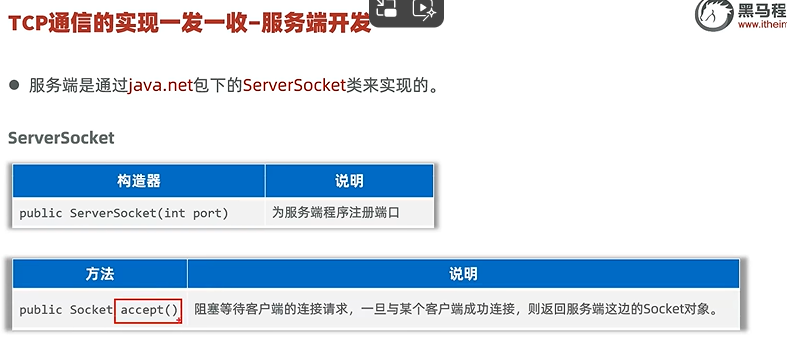 TCP通信的实现一发一收–服务端开发
黑马程
www.itheim
● 服务端是通过java.net包下的ServerSocket类来实现的。
ServerSocket
构造器 说明
public ServerSocket(int port) 为服务端程序注册端口
方法 说明
public Socket accept() 阻塞等待客户端的连接请求，一旦与某个客户端成功连接，则返回服务端这边的Socket对象。